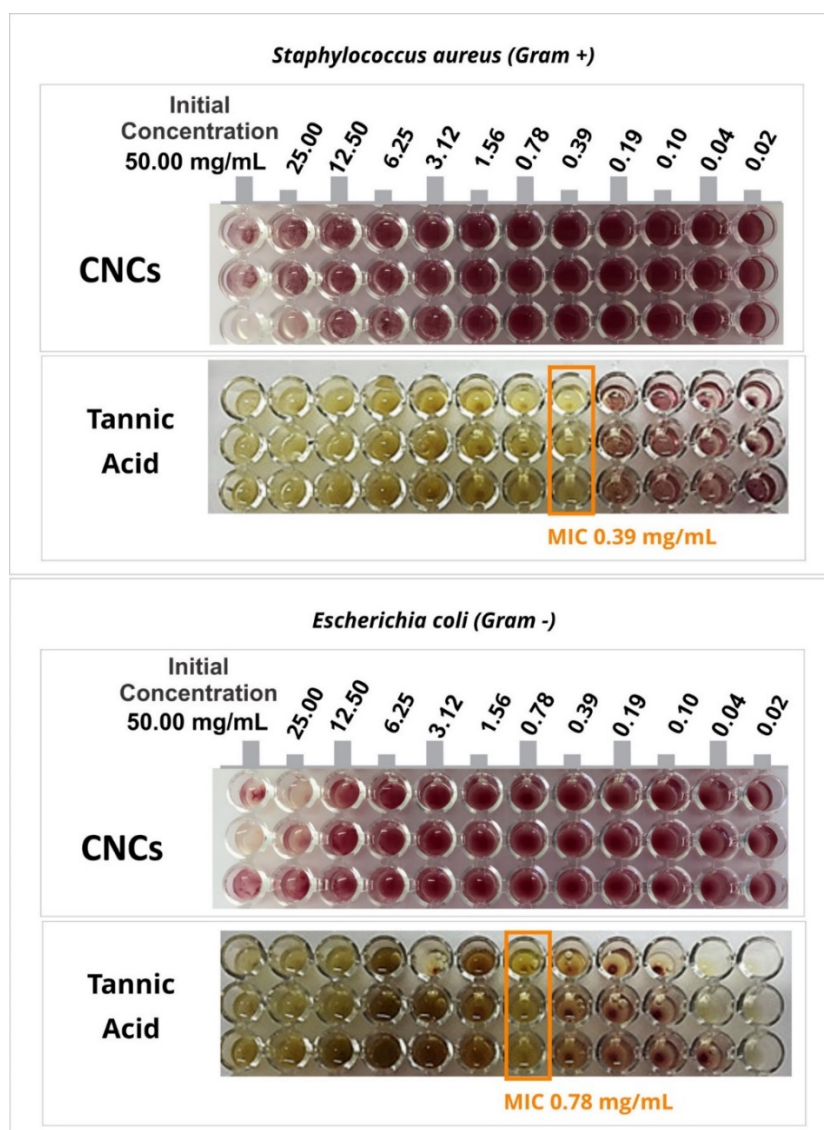 Staphylococcus aureus (Gram +)
Initial
Concentration
50.00 mg/mL 25.00 12.50 6.25 3.12 1.56 0.78 0.39 0.19 0.10 0.04 0.02
CNCs
Tannic
Acid
MIC 0.39 mg/mL
Escherichia coli (Gram -)
Initial
Concentration
50.00 mg/mL 25.00 12.50 6.25 3.12 1.56 0.78 0.39 0.19 0.10 0.04 0.02
CNCs
Tannic
Acid
MIC 0.78 mg/mL